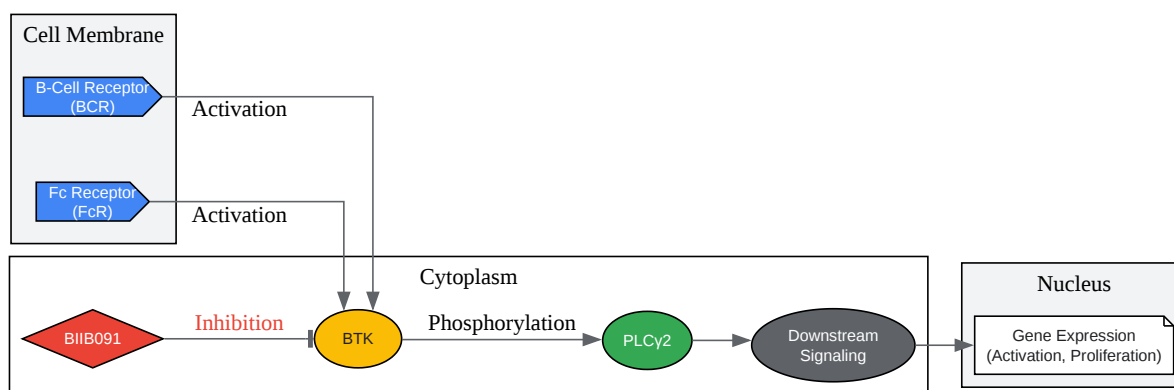 Cell Membrane
B-Cell Receptor
(BCR)
Activation
Fc Receptor
(FcR)
Activation
Cytoplasm
BIIB091
Inhibition
BTK
Phosphorylation
PLCγ2
Downstream
Signaling
Nucleus
Gene Expression
(Activation, Proliferation)